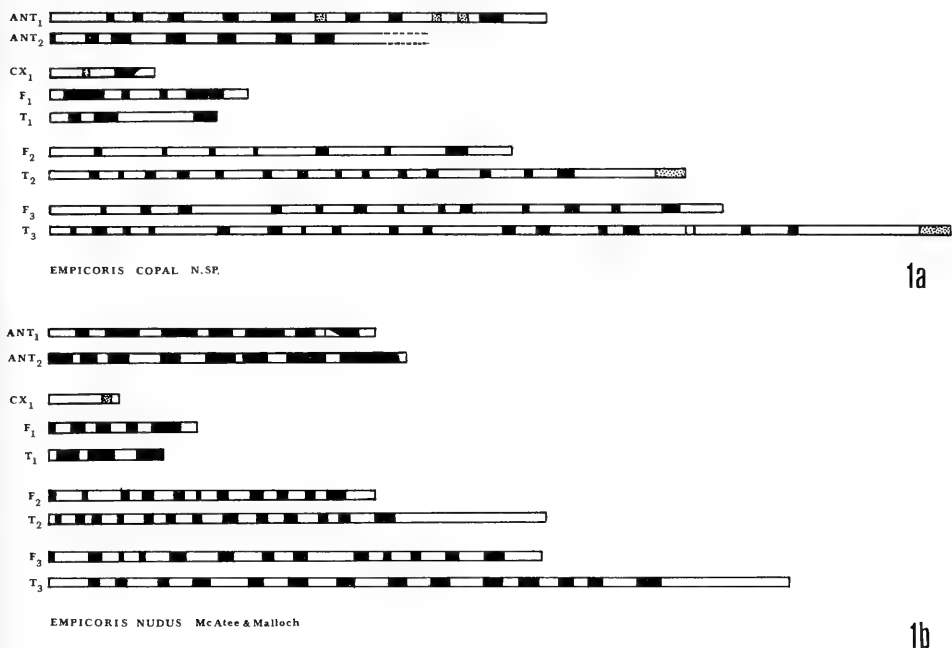 ANT₁
ANT₂
CX₁
F₁
T₁
F₂
T₂
F₃
T₃
EMPICORIS COPAL N.SP.
1a
ANT₁
ANT₂
CX₁
F₁
T₁
F₂
T₂
F₃
T₃
EMPICORIS NUDUS McAtee & Malloch
1b